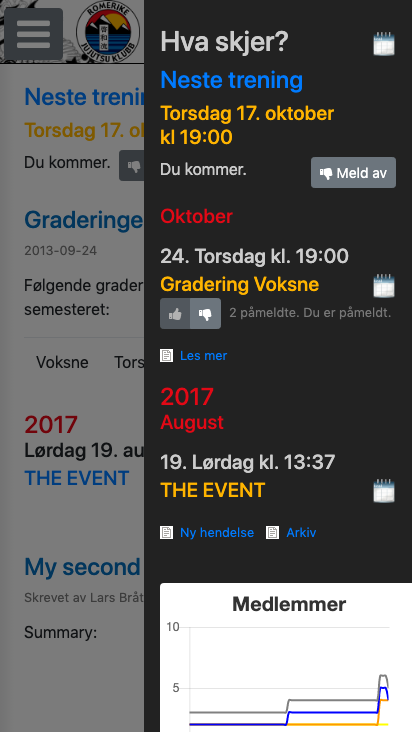 ROMERIKE
JUJUTSU KLUBB
Neste trenin
Torsdag 17. ok
Du kommer.
Graderinge
2013-09-24
Følgende grader
semesteret:
Voksne Tors
2017
Lørdag 19. au
THE EVENT
My second
Skrevet av Lars Bråt
Summary:
Hva skjer?
Neste trening
Torsdag 17. oktober
kl 19:00
Du kommer.
Meld av
Oktober
24. Torsdag kl. 19:00
Gradering Voksne
2 påmeldte. Du er påmeldt.
Les mer
2017
August
19. Lørdag kl. 13:37
THE EVENT
Ny hendelse Arkiv
Medlemmer
10
5